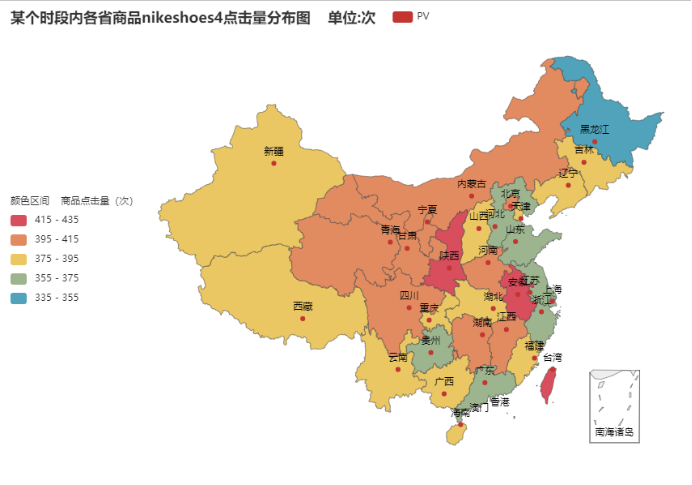 某个时段内各省商品nikeshoes4点击量分布图 单位:次
PV
黑龙江
吉林
新疆
辽宁
内蒙古
北京
天津
颜色区间 商品点击量（次）
宁夏
山西
河北
415 - 435
青海
甘肃
山东
395 - 415
陕西
河南
375 - 395
355 - 375
安徽
江苏
上海
335 - 355
西藏
四川
重庆
湖北
浙江
湖南
江西
贵州
福建
云南
台湾
广西
广东
香港
澳门
海南
南海诸岛